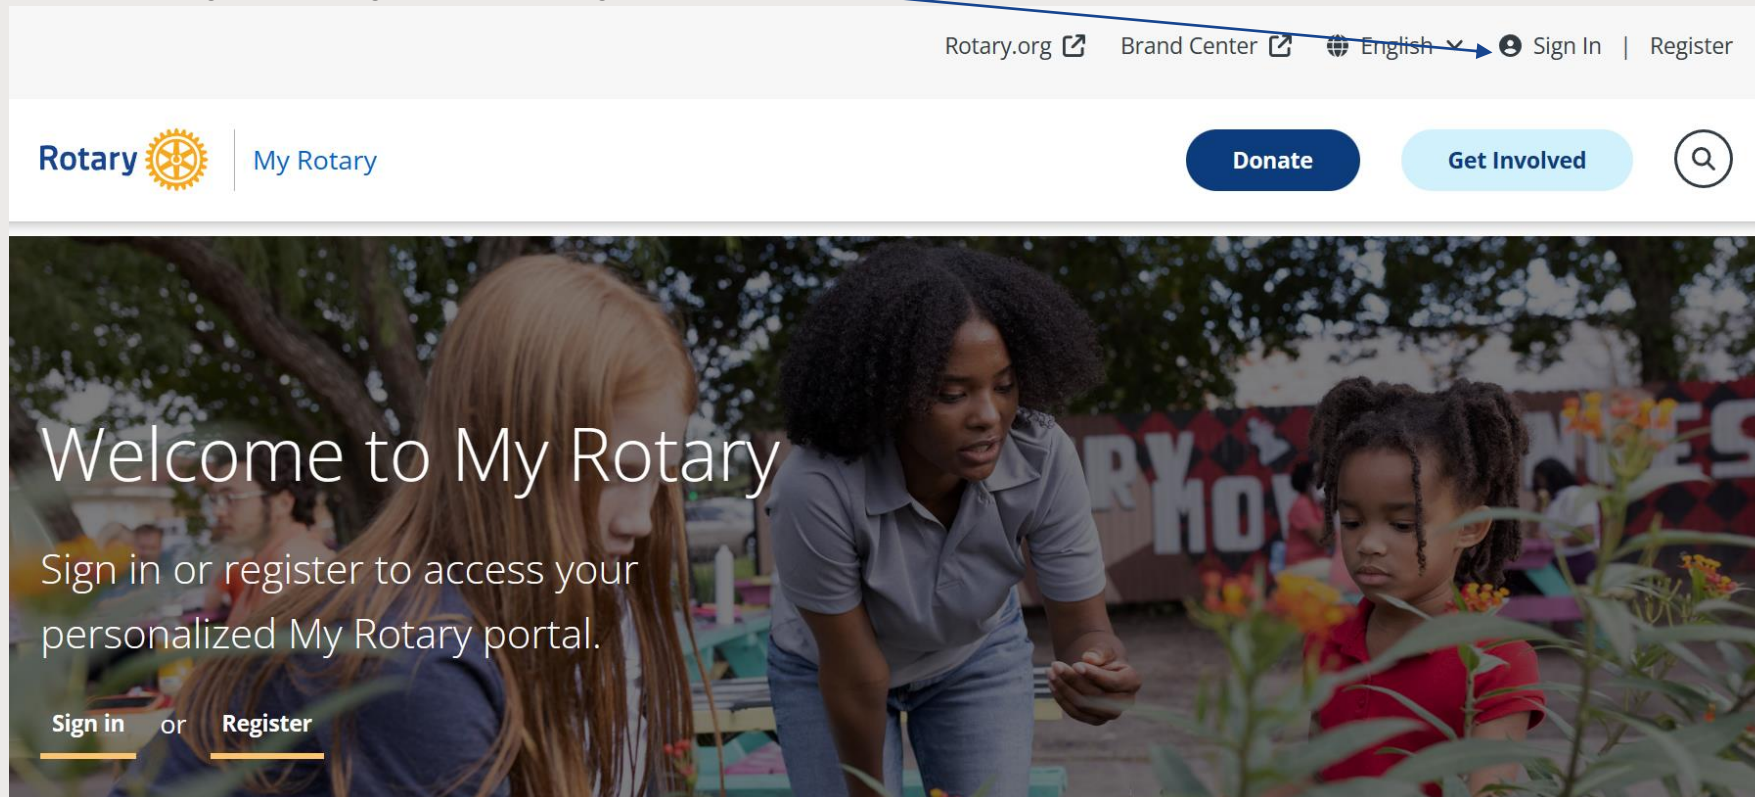 Rotary.org Brand Center English Sign In | Register
Rotary My Rotary Donate Get Involved
Welcome to My Rotary
Sign in or register to access your
personalized My Rotary portal.
Sign in or Register